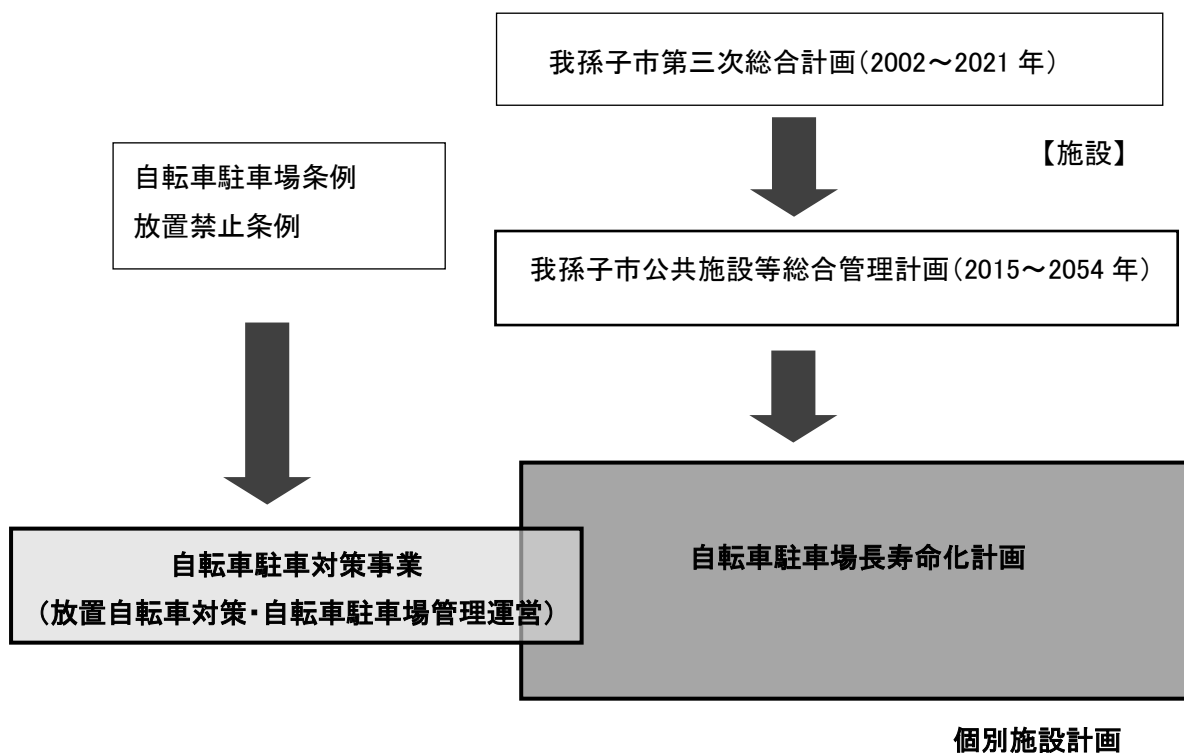 我孫子市第三次総合計画（2002～2021 年）
【施設】
自転車駐車場条例
放置禁止条例
我孫子市公共施設等総合管理計画（2015～2054 年）
自転車駐車対策事業
（放置自転車対策・自転車駐車場管理運営）
自転車駐車場長寿命化計画
個別施設計画